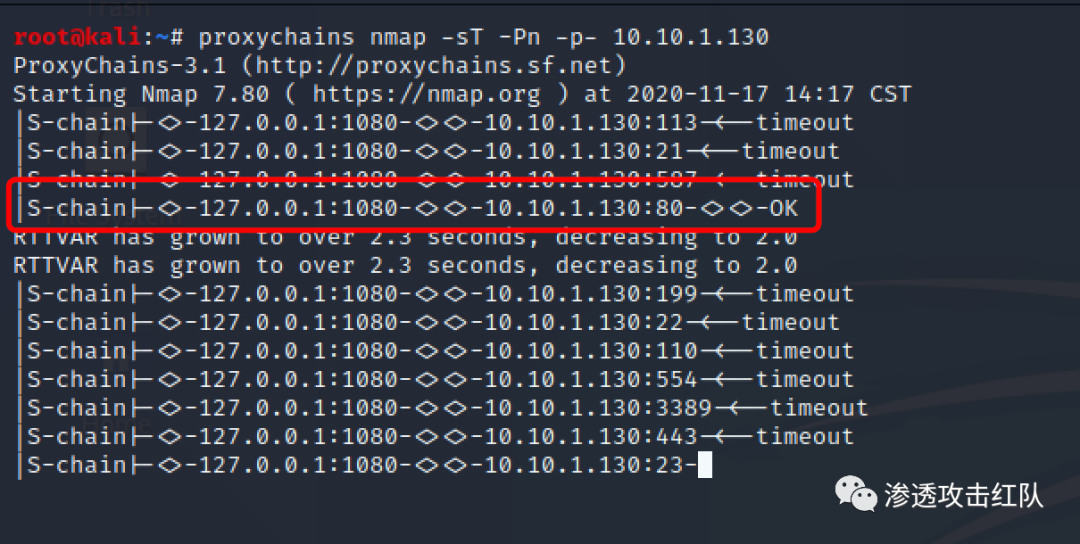 Trash
root@kali:~# proxychains nmap -sT -Pn -p- 10.10.1.130
ProxyChains-3.1 (http://proxychains.sf.net)
Starting Nmap 7.80 ( https://nmap.org ) at 2020-11-17 14:17 CST
|S-chain|-<>-127.0.0.1:1080-<><>-10.10.1.130:113-<--timeout
|S-chain|-<>-127.0.0.1:1080-<><>-10.10.1.130:21-<--timeout
|S-chain|-<>-127.0.0.1:1080-<><>-10.10.1.130:587-<--timeout
|S-chain|-<>-127.0.0.1:1080-<><>-10.10.1.130:80-<><>-OK
RTTVAR has grown to over 2.3 seconds, decreasing to 2.0
RTTVAR has grown to over 2.3 seconds, decreasing to 2.0
|S-chain|-<>-127.0.0.1:1080-<><>-10.10.1.130:199-<--timeout
|S-chain|-<>-127.0.0.1:1080-<><>-10.10.1.130:22-<--timeout
|S-chain|-<>-127.0.0.1:1080-<><>-10.10.1.130:110-<--timeout
|S-chain|-<>-127.0.0.1:1080-<><>-10.10.1.130:554-<--timeout
|S-chain|-<>-127.0.0.1:1080-<><>-10.10.1.130:3389-<--timeout
|S-chain|-<>-127.0.0.1:1080-<><>-10.10.1.130:443-<--timeout
|S-chain|-<>-127.0.0.1:1080-<><>-10.10.1.130:23-
渗透攻击红队